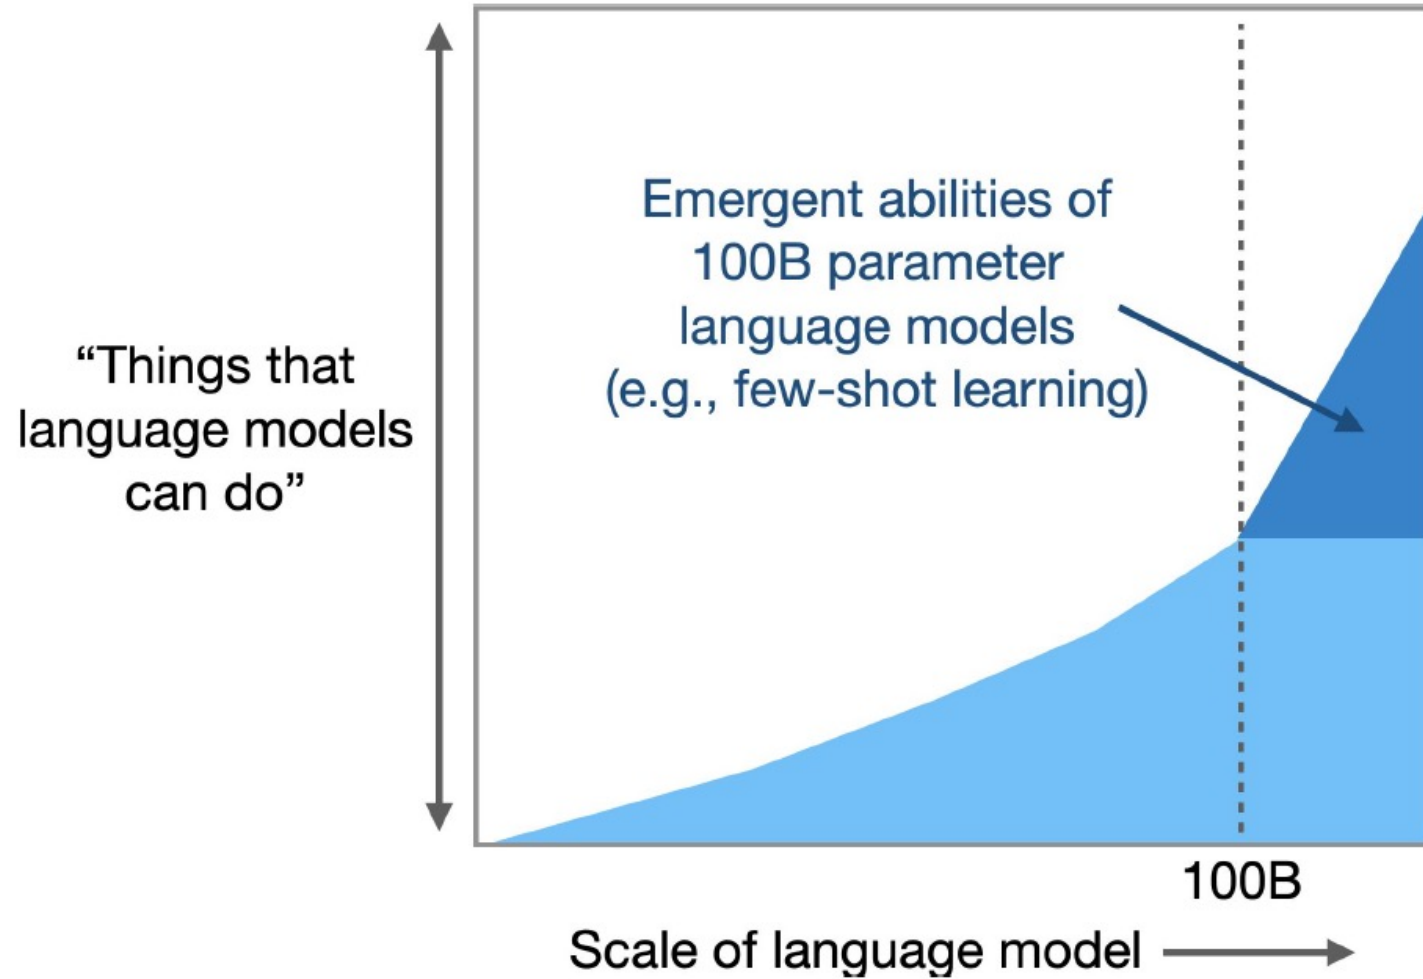 Emergent abilities of
100B parameter
language models
(e.g., few-shot learning)
“Things that
language models
can do”
100B
Scale of language model